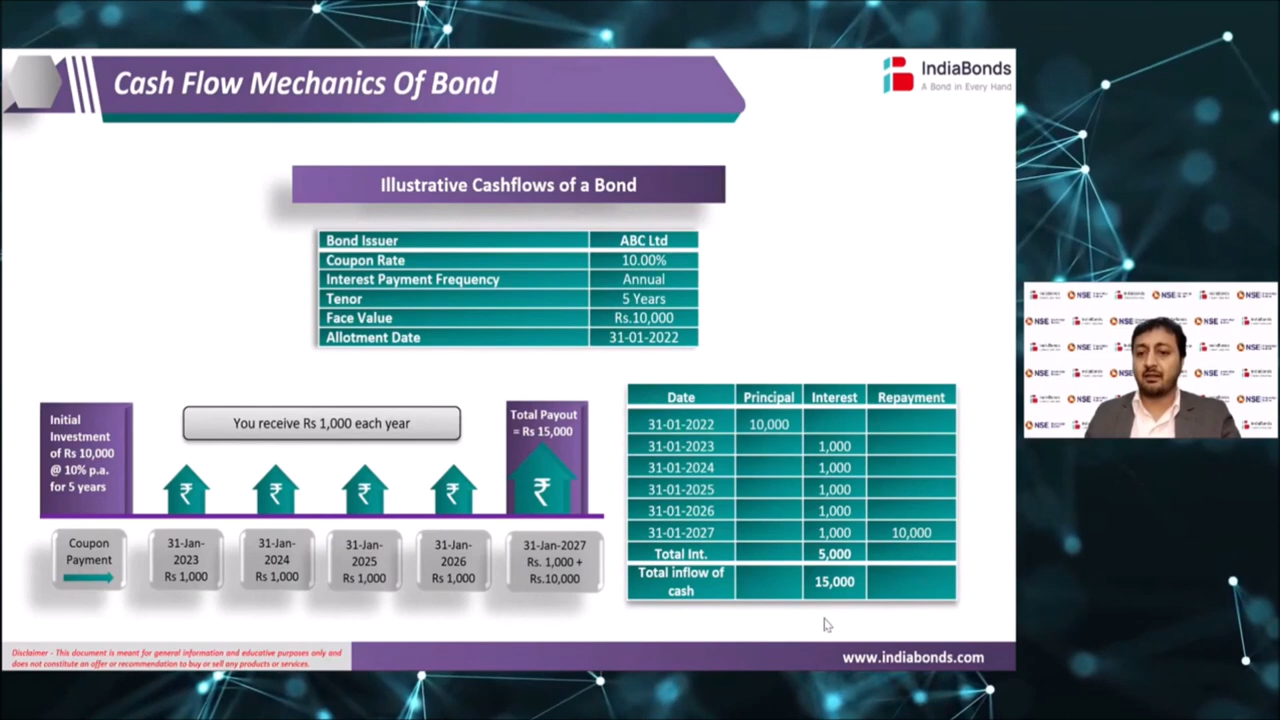 Cash Flow Mechanics Of Bond
IndiaBonds
A Bond in Every Hand
Illustrative Cashflows of a Bond
Bond Issuer ABC Ltd
Coupon Rate 10.00%
Interest Payment Frequency Annual
Tenor 5 Years
Face Value Rs.10,000
Allotment Date 31-01-2022
Initial
Investment
of Rs 10,000
@ 10% p.a.
for 5 years
You receive Rs 1,000 each year
Total Payout
= Rs 15,000
₹ ₹ ₹ ₹ ₹
Coupon
Payment
31-Jan-
2023
Rs 1,000
31-Jan-
2024
Rs 1,000
31-Jan-
2025
Rs 1,000
31-Jan-
2026
Rs 1,000
31-Jan-2027
Rs. 1,000 +
Rs.10,000
Date Principal Interest Repayment
31-01-2022 10,000
31-01-2023 1,000
31-01-2024 1,000
31-01-2025 1,000
31-01-2026 1,000
31-01-2027 1,000 10,000
Total Int. 5,000
Total inflow of
cash 15,000
Disclaimer - This document is meant for general information and educative purposes only and
does not constitute an offer or recommendation to buy or sell any products or services.
www.indiabonds.com
NSE